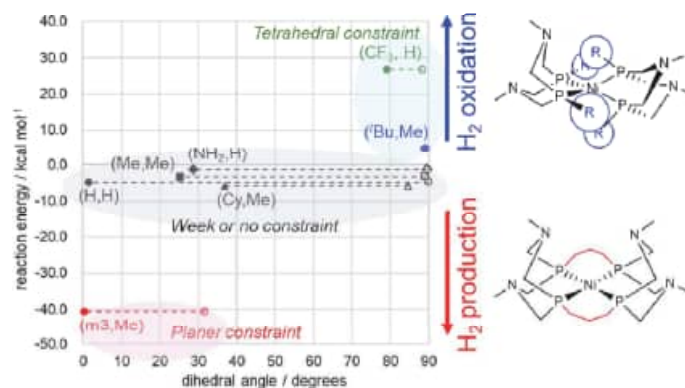 40.0
30.0
20.0
10.0
0.0
-10.0
-20.0
-30.0
-40.0
-50.0
reaction energy / kcal mol⁻¹
0
10
20
30
40
50
60
70
80
90
dihedral angle / degrees
Tetrahedral constraint
(CF₃, H)
(ᵗBu,Me)
(NH₂,H)
(Me,Me)
(H,H)
(Cy,Me)
Week or no constraint
(m3,Me)
Planer constraint
H₂ oxidation
H₂ production
N
R
N
N
P
Ni
P
N
P
P
R
R
N
N
P
P
Ni
N
P
P
N